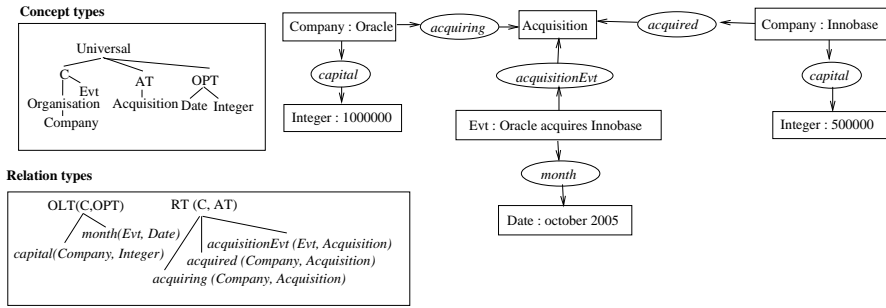 Concept types
Universal
C
AT
OPT
Evt
Organisation
Acquisition
Date
Integer
Company
Company : Oracle
acquiring
Acquisition
acquired
Company : Innobase
capital
acquisitionEvt
capital
Integer : 1000000
Evt : Oracle acquires Innobase
Integer : 500000
month
Date : october 2005
Relation types
OLT(C,OPT)
RT (C, AT)
month(Evt, Date)
capital(Company, Integer)
acquisitionEvt (Evt, Acquisition)
acquired (Company, Acquisition)
acquiring (Company, Acquisition)